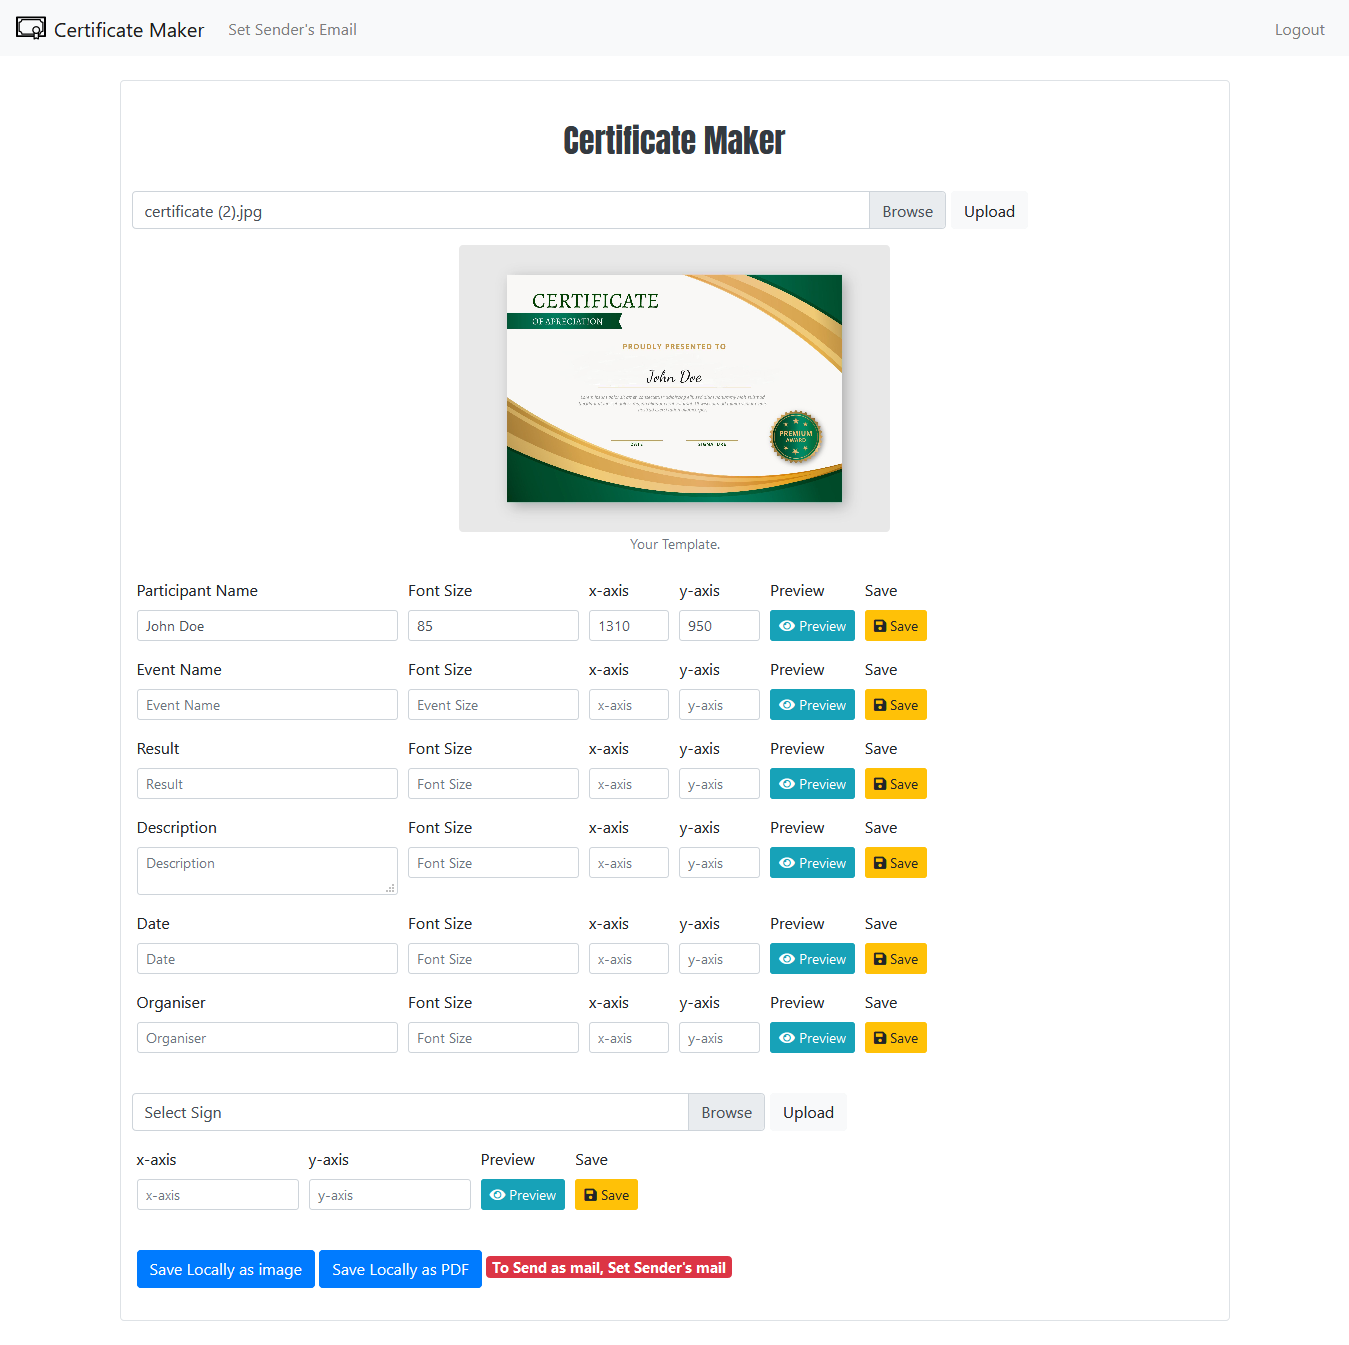 Certificate Maker Set Sender's Email Logout
Certificate Maker
certificate (2).jpg Browse Upload
CERTIFICATE
OF APRECIATION
PROUDLY PRESENTED TO
John Doe
DATE SIGNATURE
PREMIUM
AWARD
Your Template.
Participant Name Font Size x-axis y-axis Preview Save
John Doe 85 1310 950 Preview Save
Event Name Font Size x-axis y-axis Preview Save
Event Name Event Size x-axis y-axis Preview Save
Result Font Size x-axis y-axis Preview Save
Result Font Size x-axis y-axis Preview Save
Description Font Size x-axis y-axis Preview Save
Description Font Size x-axis y-axis Preview Save
Date Font Size x-axis y-axis Preview Save
Date Font Size x-axis y-axis Preview Save
Organiser Font Size x-axis y-axis Preview Save
Organiser Font Size x-axis y-axis Preview Save
Select Sign Browse Upload
x-axis y-axis Preview Save
x-axis y-axis Preview Save
Save Locally as image Save Locally as PDF To Send as mail, Set Sender's mail